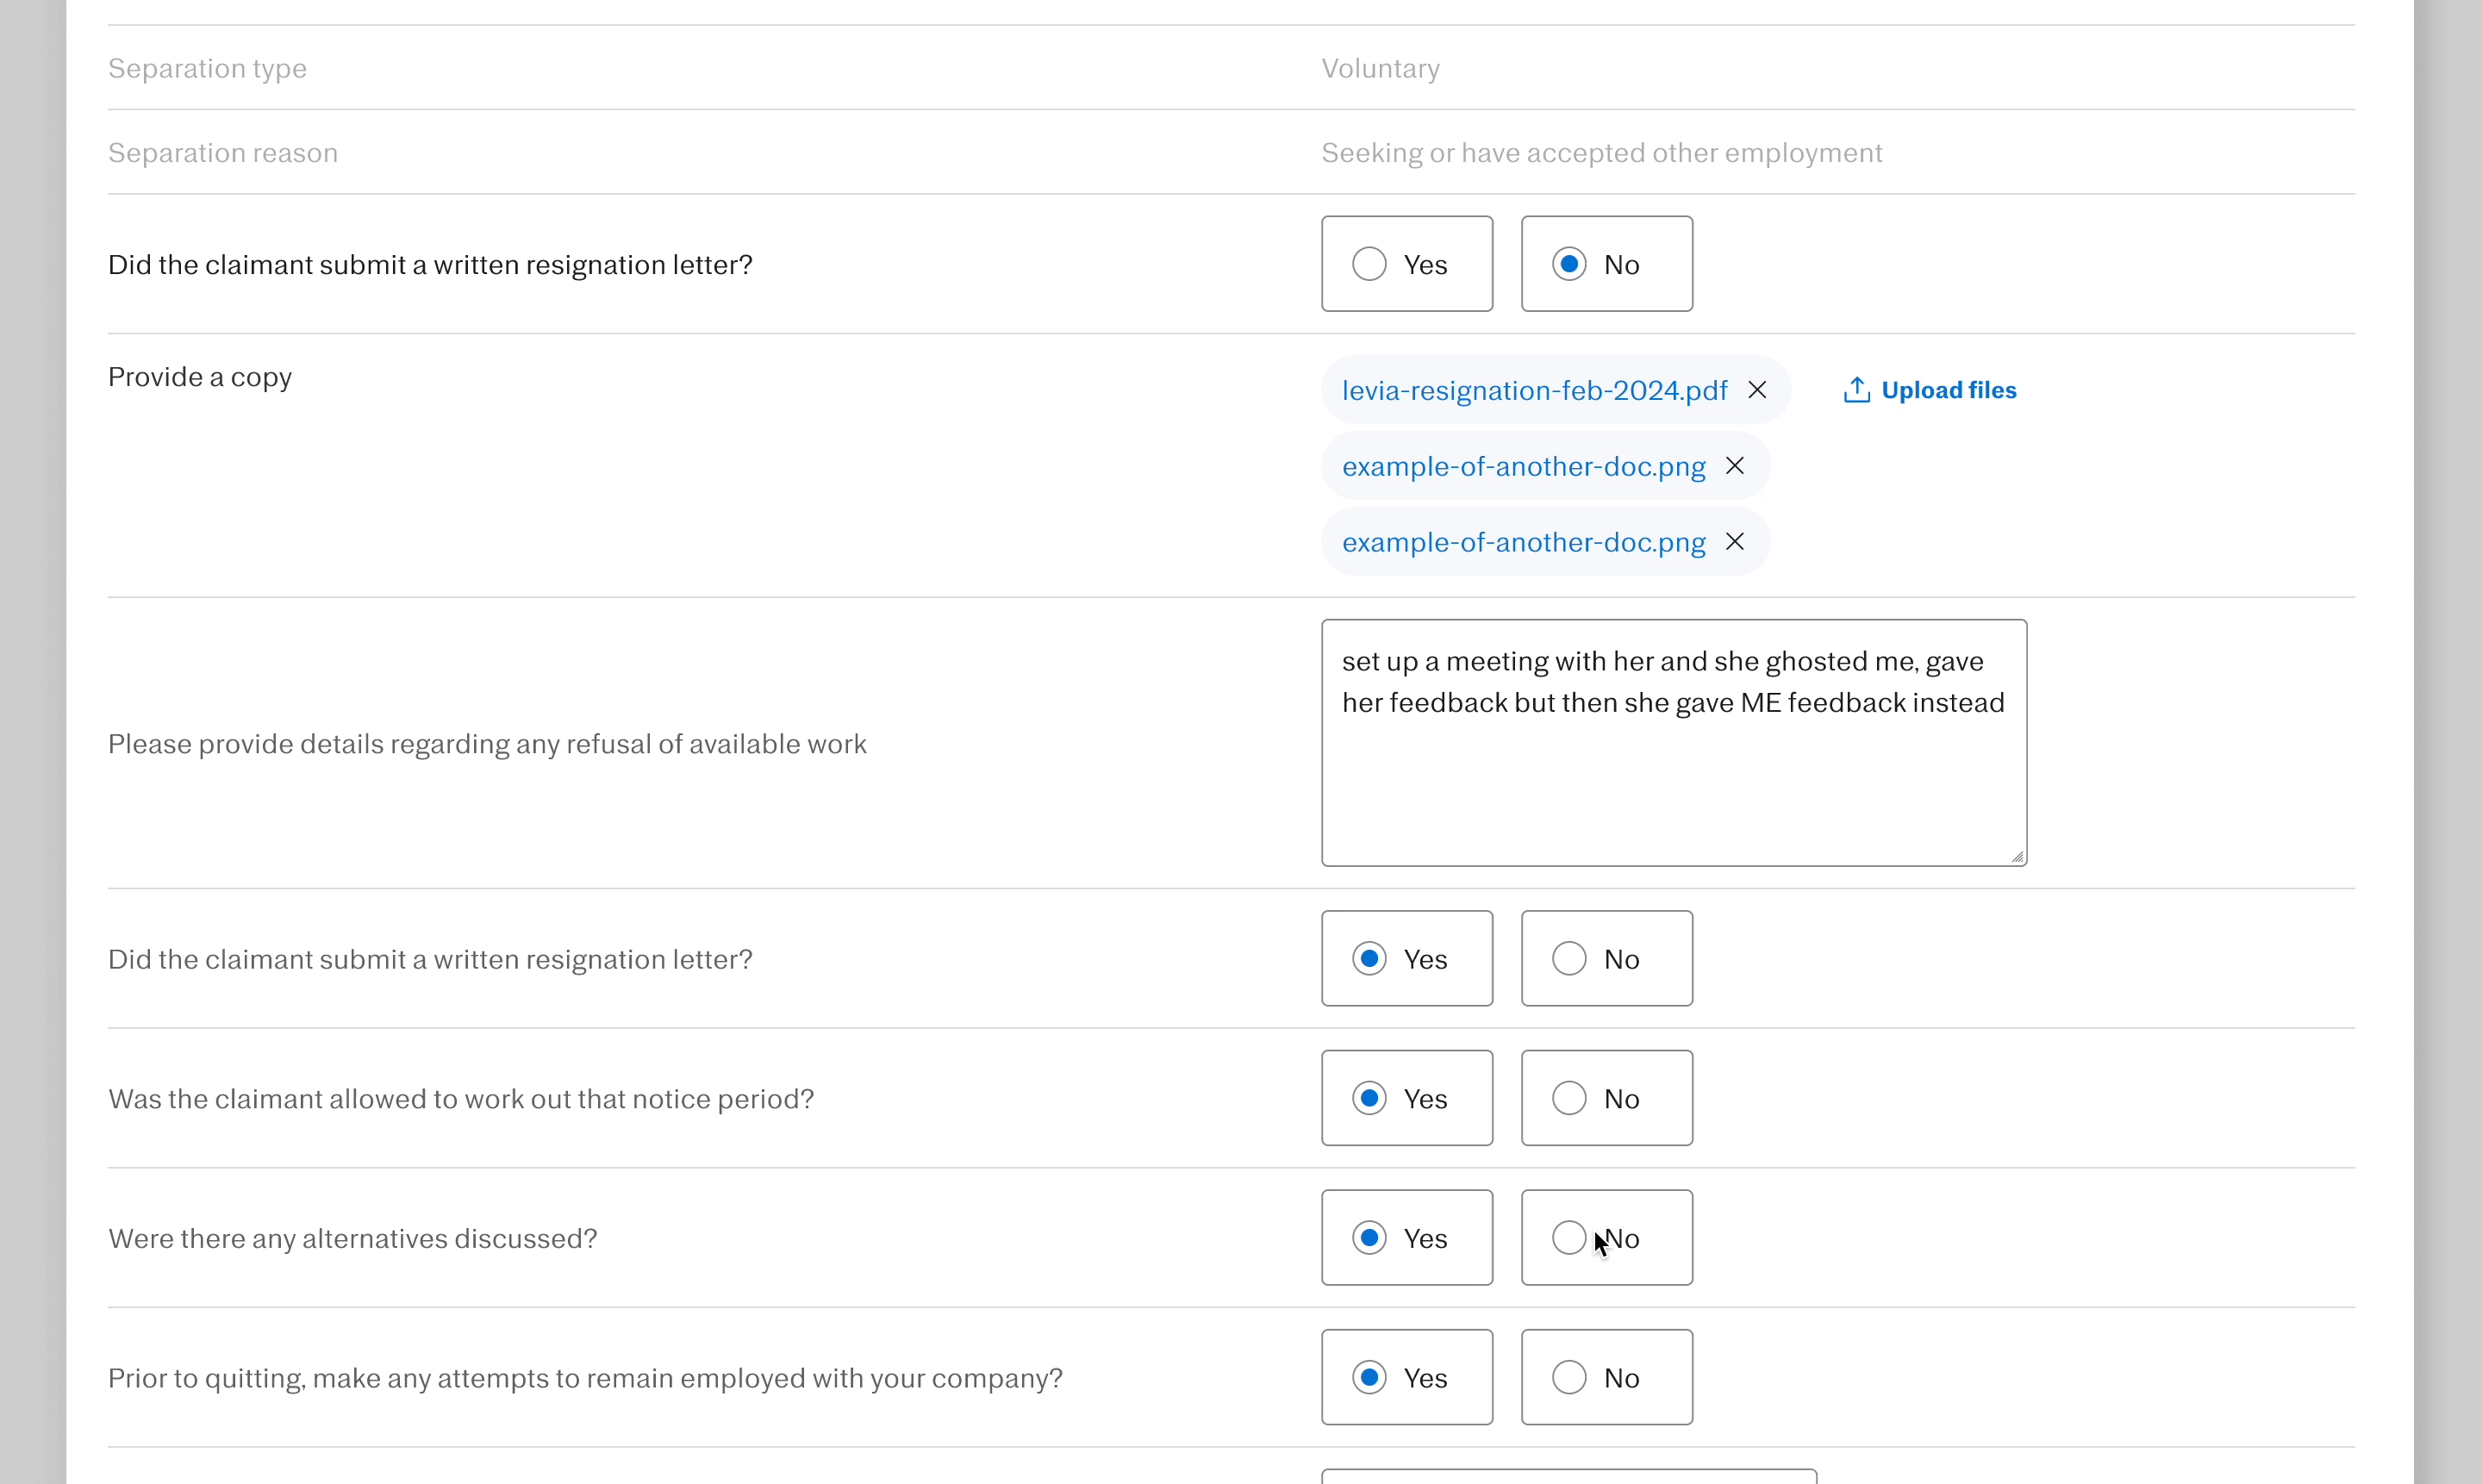 Separation type
Voluntary
Separation reason
Seeking or have accepted other employment
Did the claimant submit a written resignation letter?
Yes
No
Provide a copy
levia-resignation-feb-2024.pdf
Upload files
example-of-another-doc.png
example-of-another-doc.png
Please provide details regarding any refusal of available work
set up a meeting with her and she ghosted me, gave
her feedback but then she gave ME feedback instead
Did the claimant submit a written resignation letter?
Yes
No
Was the claimant allowed to work out that notice period?
Yes
No
Were there any alternatives discussed?
Yes
No
Prior to quitting, make any attempts to remain employed with your company?
Yes
No